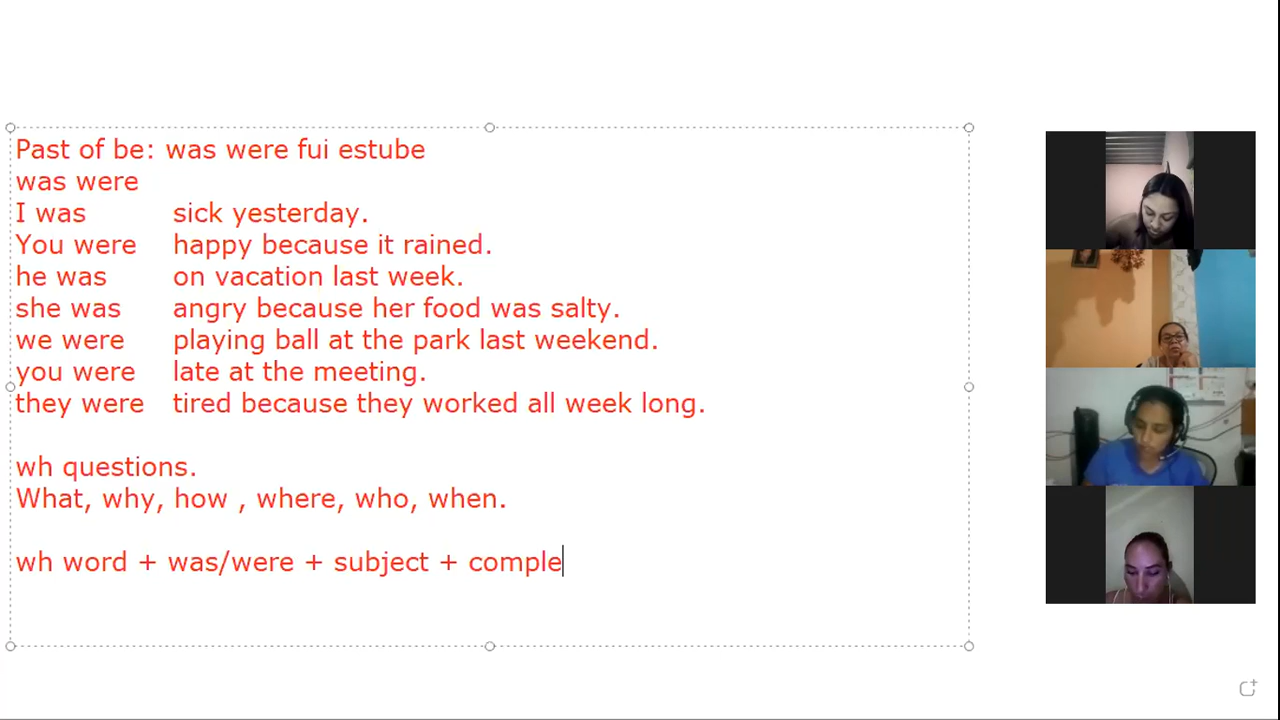 Past of be: was were fui estube
was were
I was sick yesterday.
You were happy because it rained.
he was on vacation last week.
she was angry because her food was salty.
we were playing ball at the park last weekend.
you were late at the meeting.
they were tired because they worked all week long.
wh questions.
What, why, how , where, who, when.
wh word + was/were + subject + comple